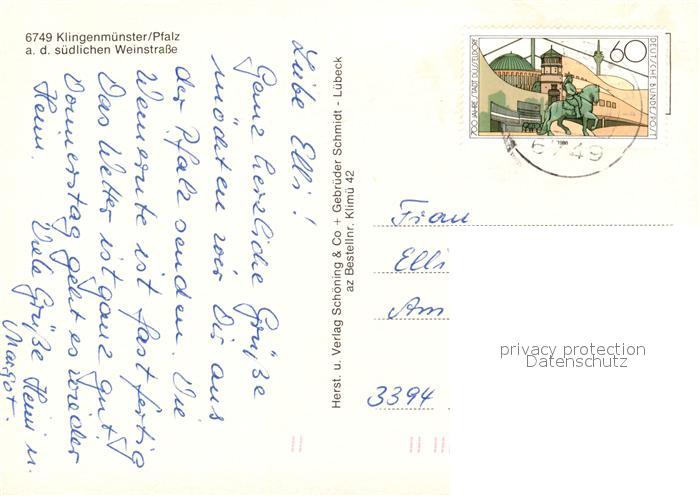 6749 Klingenmünster/Pfalz
a. d. südlichen Weinstraße
Liebe Elli!
Ganz herzliche Grüße
möchten wir Dir aus
der Pfalz senden. Die
Weinernte ist fast fertig
Das Wetter ist ganz gut.
Donnerstag geht es wieder
Heim.
Viele Grüße Heini u.
Margot.
Herst. u. Verlag Schöning & Co + Gebrüder Schmidt - Lübeck
az Bestellnr. Klimü 42
700 JAHRE STADT DÜSSELDORF
60
DEUTSCHE BUNDESPOST
6749
Frau
Elli
Am
3394
privacy protection
Datenschutz